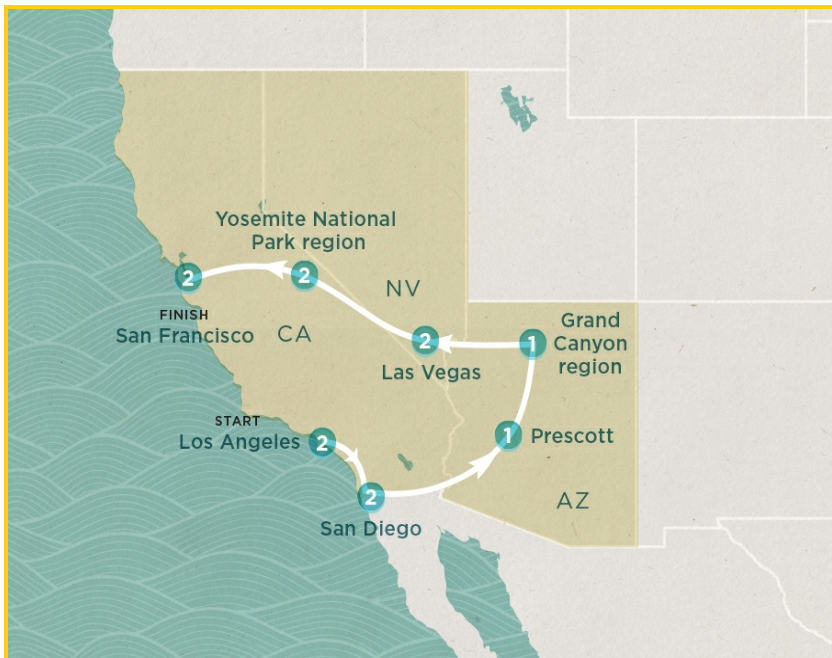 Yosemite National
Park region
2
2
NV
FINISH
San Francisco
CA
2
Las Vegas
1
Grand
Canyon
region
START
Los Angeles
2
1
Prescott
2
San Diego
AZ